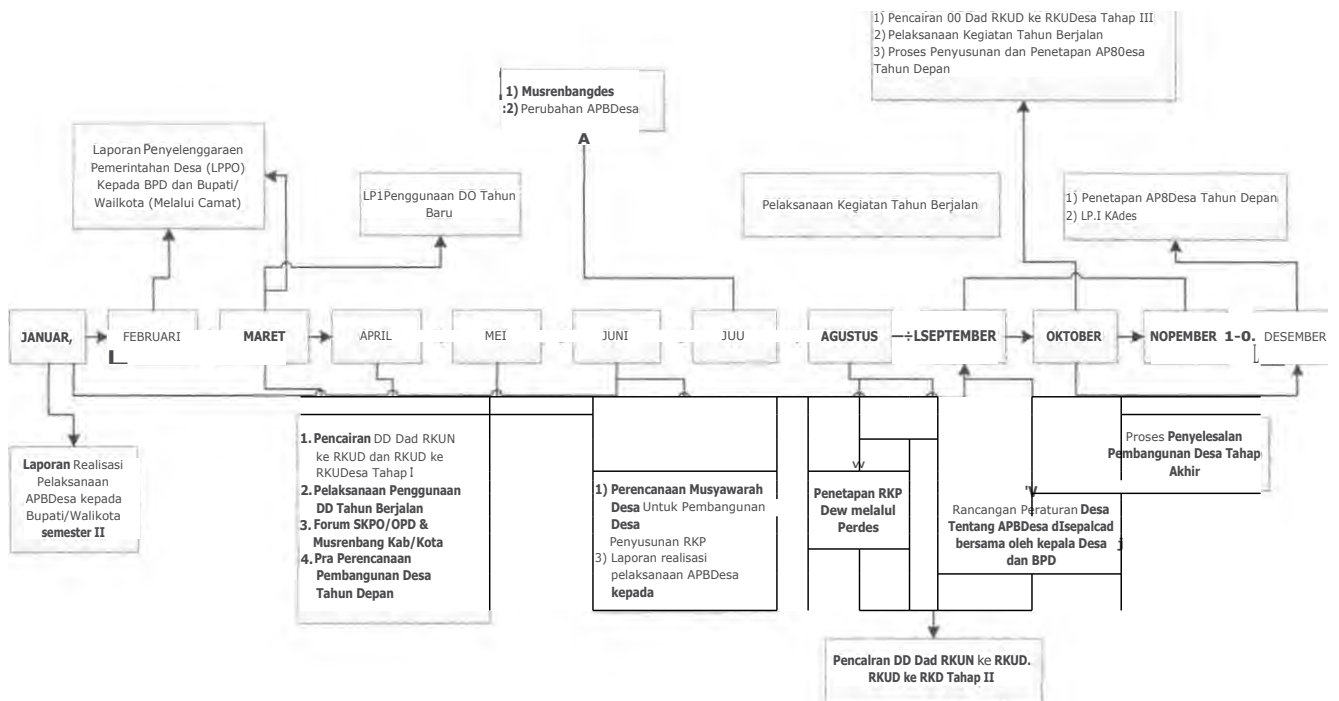 1) Pencairan 00 Dad RKUD ke RKUDesa Tahap III
2) Pelaksanaan Kegiatan Tahun Berjalan
3) Proses Penyusunan dan Penetapan AP80esa
Tahun Depan
1) Musrenbangdes
:2) Perubahan APBDesa
A
Laporan Penyelenggaraen
Pemerintahan Desa (LPPO)
Kepada BPD dan Bupati/
Wailkota (Melalui Camat)
LP1Penggunaan DO Tahun
Baru
Pelaksanaan Kegiatan Tahun Berjalan
1) Penetapan AP8Desa Tahun Depan
2) LP.I KAdes
JANUAR,
FEBRUARI
L
MARET
APRIL
MEI
JUNI
JUU
AGUSTUS
—÷LSEPTEMBER
OKTOBER
NOPEMBER 1-0.
DESEMBER
Laporan Realisasi
Pelaksanaan
APBDesa kepada
Bupati/Walikota
semester II
1. Pencairan DD Dad RKUN
ke RKUD dan RKUD ke
RKUDesa Tahap I
2. Pelaksanaan Penggunaan
DD Tahun Berjalan
3. Forum SKPO/OPD &
Musrenbang Kab/Kota
4. Pra Perencanaan
Pembangunan Desa
Tahun Depan
1) Perencanaan Musyawarah
Desa Untuk Pembangunan
Desa
Penyusunan RKP
3) Laporan realisasi
pelaksanaan APBDesa
kepada
w
Penetapan RKP
Dew melalul
Perdes
'V
Rancangan Peraturan Desa
Tentang APBDesa dIsepalcad
bersama oleh kepala Desa j
dan BPD
Proses Penyelesalan
Pembangunan Desa Tahap
Akhir
Pencalran DD Dad RKUN ke RKUD.
RKUD ke RKD Tahap II